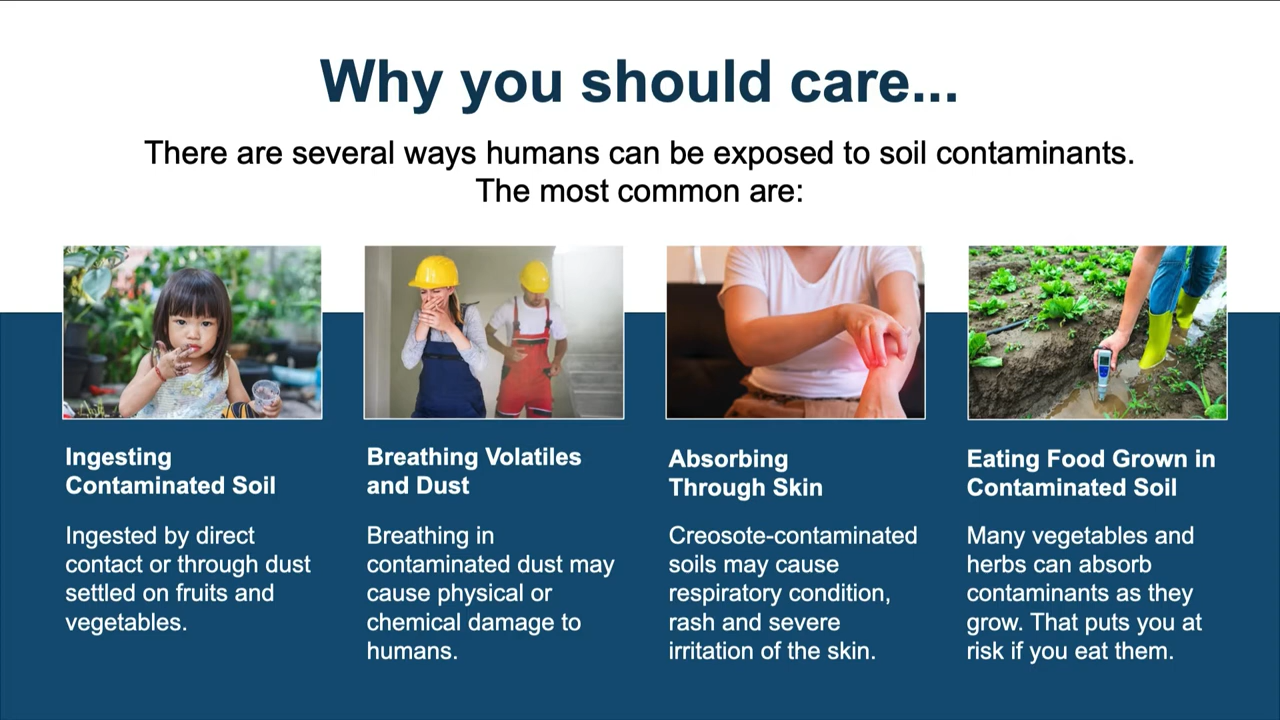 Why you should care...
There are several ways humans can be exposed to soil contaminants.
The most common are:
Ingesting
Contaminated Soil
Ingested by direct
contact or through dust
settled on fruits and
vegetables.
Breathing Volatiles
and Dust
Breathing in
contaminated dust may
cause physical or
chemical damage to
humans.
Absorbing
Through Skin
Creosote-contaminated
soils may cause
respiratory condition,
rash and severe
irritation of the skin.
Eating Food Grown in
Contaminated Soil
Many vegetables and
herbs can absorb
contaminants as they
grow. That puts you at
risk if you eat them.